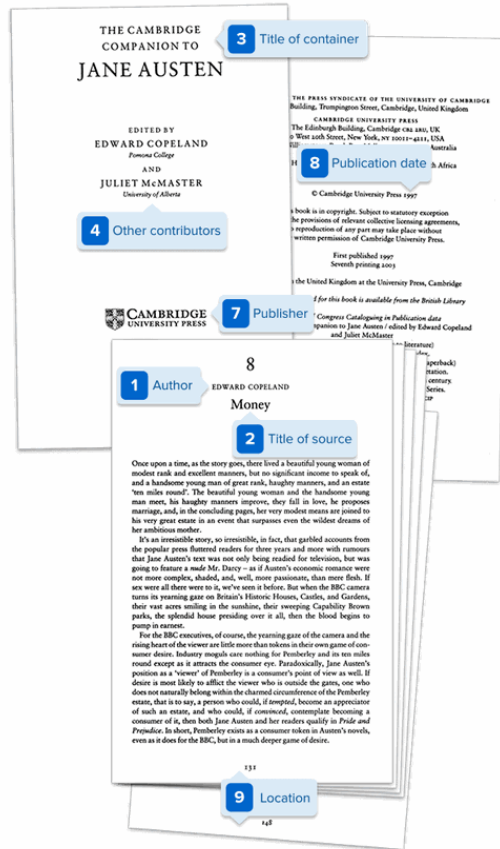 THE CAMBRIDGE
COMPANION TO
JANE AUSTEN
3 Title of container
EDITED BY
EDWARD COPELAND
Pomona College
AND
JULIET McMASTER
University of Alberta
4 Other contributors
CAMBRIDGE
UNIVERSITY PRESS
7 Publisher
THE PRESS SYNDICATE OF THE UNIVERSITY OF CAMBRIDGE
Building, Trumpington Street, Cambridge, United Kingdom
CAMBRIDGE UNIVERSITY PRESS
The Edinburgh Building, Cambridge CB2 2RU, UK
West 20th Street, New York, NY 10011–4211, USA
Australia
8 Publication date
Africa
© Cambridge University Press 1997
book is in copyright. Subject to statutory exception
the provisions of relevant collective licensing agreements,
reproduction of any part may take place without
written permission of Cambridge University Press.
First published 1997
Seventh printing 2003
the United Kingdom at the University Press, Cambridge
for this book is available from the British Library
Congress Cataloguing in Publication data
to Jane Austen / edited by Edward Copeland
and Juliet McMaster
literature)
century.
Series.
8
1 Author
EDWARD COPELAND
Money
2 Title of source
Once upon a time, as the story goes, there lived a beautiful young woman of
modest rank and excellent manners, but no significant income to speak of,
and a handsome young man of great rank, haughty manners, and an estate
'ten miles round'. The beautiful young woman and the handsome young
man meet, his haughty manners improve, they fall in love, he proposes
marriage, and, in the concluding pages, her very modest means are joined to
his very great estate in an event that surpasses even the wildest dreams of
her ambitious mother.
It's an irresistible story, so irresistible, in fact, that garbled accounts from
the popular press fluttered readers for three years and more with rumours
that Jane Austen's text was not only being readied for television, but was
going to feature a nude Mr. Darcy – as if Austen's economic romance were
not more complex, shaded, and, well, more passionate, than mere flesh. If
sex were all there were to it, we've seen it before. But when the BBC camera
turns its yearning gaze on Britain's Historic Houses, Castles, and Gardens,
their vast acres smiling in the sunshine, their sweeping Capability Brown
parks, the splendid house presiding over it all, then the blood begins to
pump in earnest.
For the BBC executives, of course, the yearning gaze of the camera and the
rising heart of the viewer are little more than tokens in their own game of con-
sumer desire. Industry moguls care nothing for Pemberley and its ten miles
round except as it attracts the consumer eye. Paradoxically, Jane Austen's
position as a 'viewer' of Pemberley is a consumer's point of view as well. If
desire is most likely to afflict the viewer who is outside the gates, one who
does not naturally belong within the charmed circumference of the Pemberley
estate, that is to say, a person who could, if tempted, become an appreciator
of such an estate, and who could, if convinced, contemplate becoming a
consumer of it, then both Jane Austen and her readers qualify in Pride and
Prejudice. In short, Pemberley exists as a consumer token in Austen's novels,
even as it does for the BBC, but in a much deeper game of desire.
131
9 Location
148